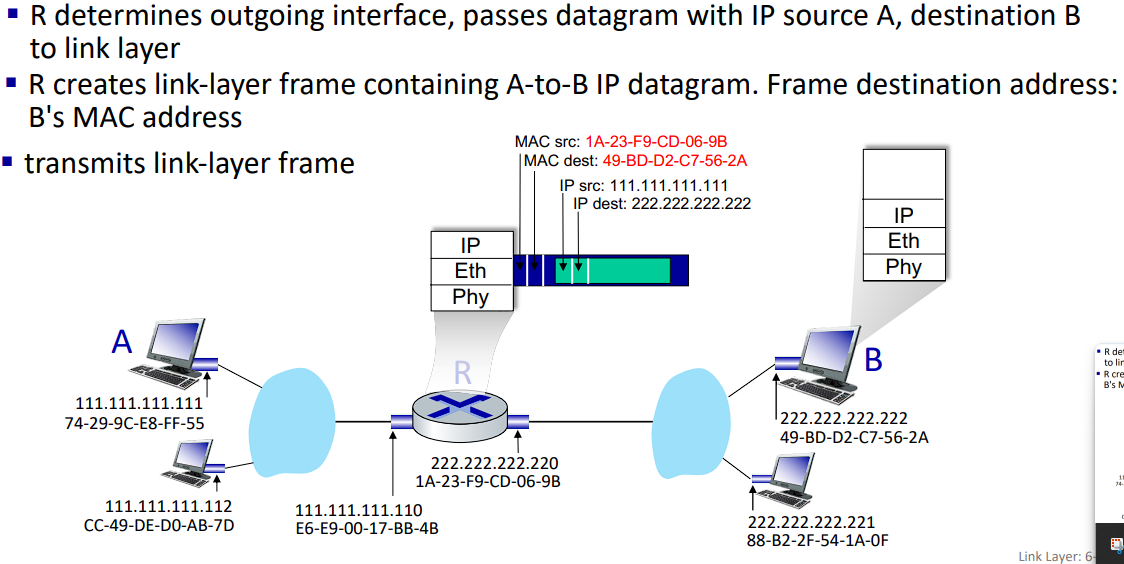 R determines outgoing interface, passes datagram with IP source A, destination B
to link layer
R creates link-layer frame containing A-to-B IP datagram. Frame destination address:
B's MAC address
transmits link-layer frame
MAC src: 1A-23-F9-CD-06-9B
MAC dest: 49-BD-D2-C7-56-2A
IP src: 111.111.111.111
IP dest: 222.222.222.222
IP
Eth
Phy
IP
Eth
Phy
A
R
B
111.111.111.111
74-29-9C-E8-FF-55
222.222.222.222
49-BD-D2-C7-56-2A
222.222.222.220
1A-23-F9-CD-06-9B
111.111.111.112
CC-49-DE-D0-AB-7D
111.111.111.110
E6-E9-00-17-BB-4B
222.222.222.221
88-B2-2F-54-1A-0F
Link Layer: 6-
R det
to lin
R cre
B's M